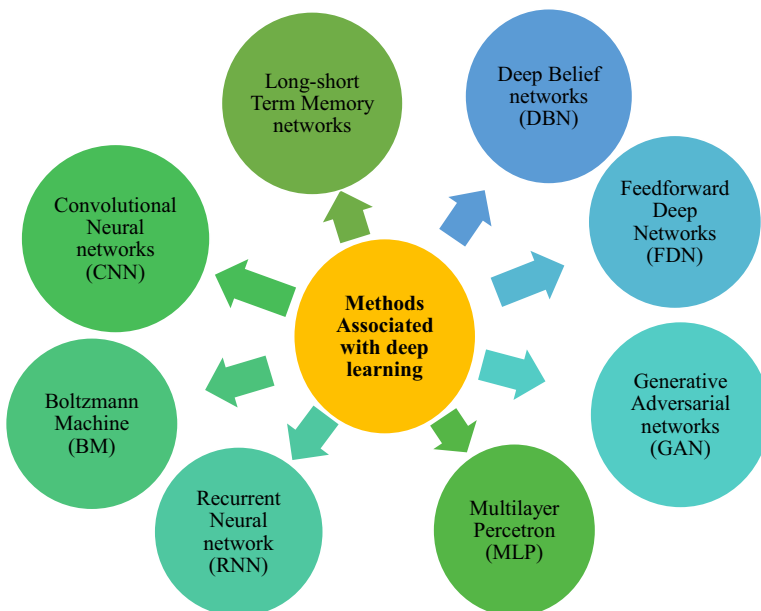 Long-short
Term Memory
networks
Deep Belief
networks
(DBN)
Convolutional
Neural
networks
(CNN)
Feedforward
Deep
Networks
(FDN)
Methods
Associated
with deep
learning
Boltzmann
Machine
(BM)
Generative
Adversarial
networks
(GAN)
Recurrent
Neural
network
(RNN)
Multilayer
Percetron
(MLP)